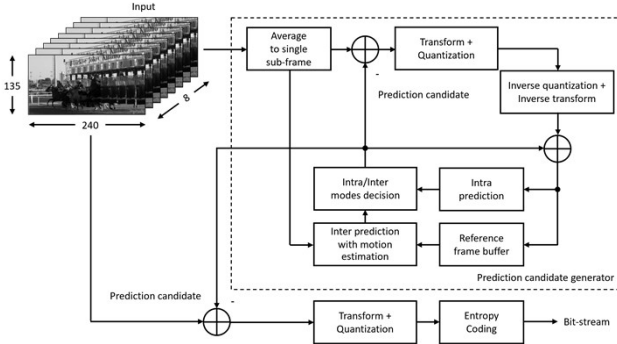 Input
135
240
8
Average
to single
sub-frame
-
Transform +
Quantization
Inverse quantization +
Inverse transform
Prediction candidate
Intra/Inter
modes decision
Intra
prediction
Inter prediction
with motion
estimation
Reference
frame buffer
Prediction candidate generator
Prediction candidate
-
Transform +
Quantization
Entropy
Coding
Bit-stream